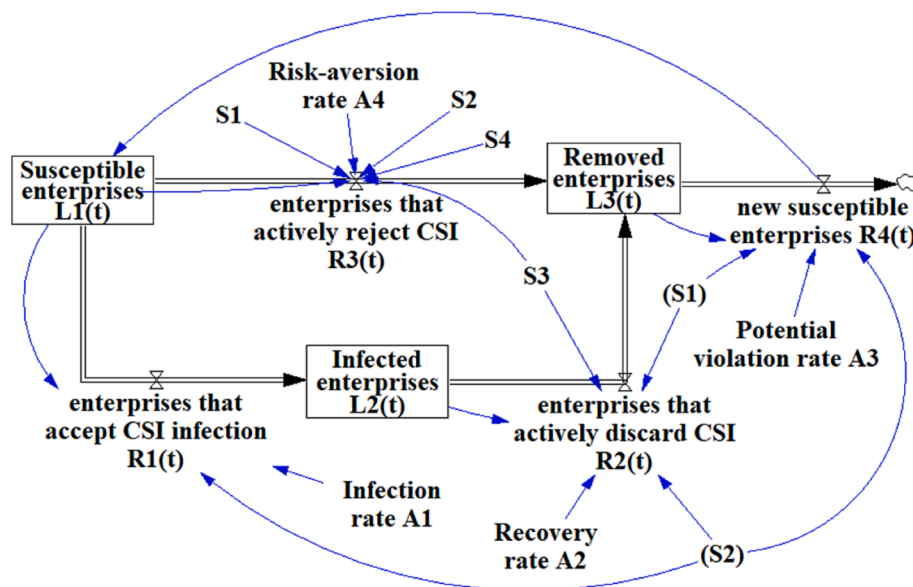 Risk-aversion
rate A4
S1
S2
S4
Susceptible
enterprises
L1(t)
Removed
enterprises
L3(t)
enterprises that
actively reject CSI
R3(t)
new susceptible
enterprises R4(t)
S3
(S1)
Potential
violation rate A3
Infected
enterprises
L2(t)
enterprises that
accept CSI infection
R1(t)
enterprises that
actively discard CSI
R2(t)
Infection
rate A1
Recovery
rate A2
(S2)